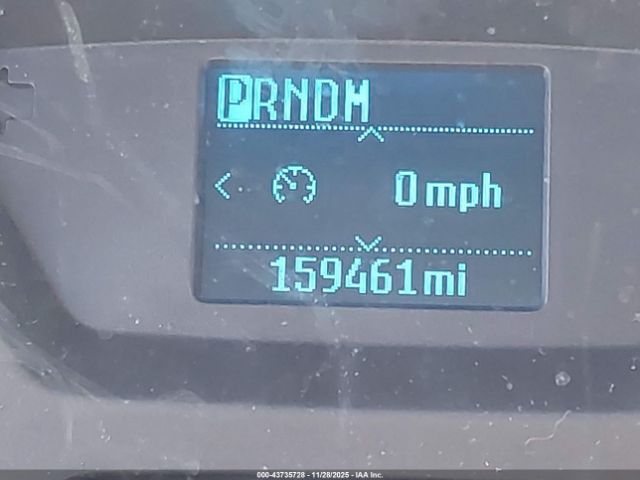 PRNDM
0mph
159461mi
000-43735728 - 11/28/2025 - IAA Inc.